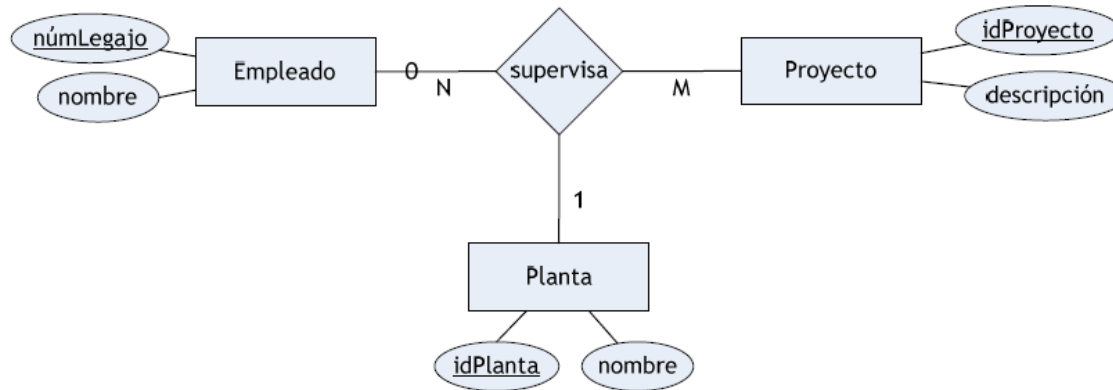 númLegajo
nombre
Empleado
0
N
supervisa
M
Proyecto
idProyecto
descripción
1
Planta
idPlanta
nombre